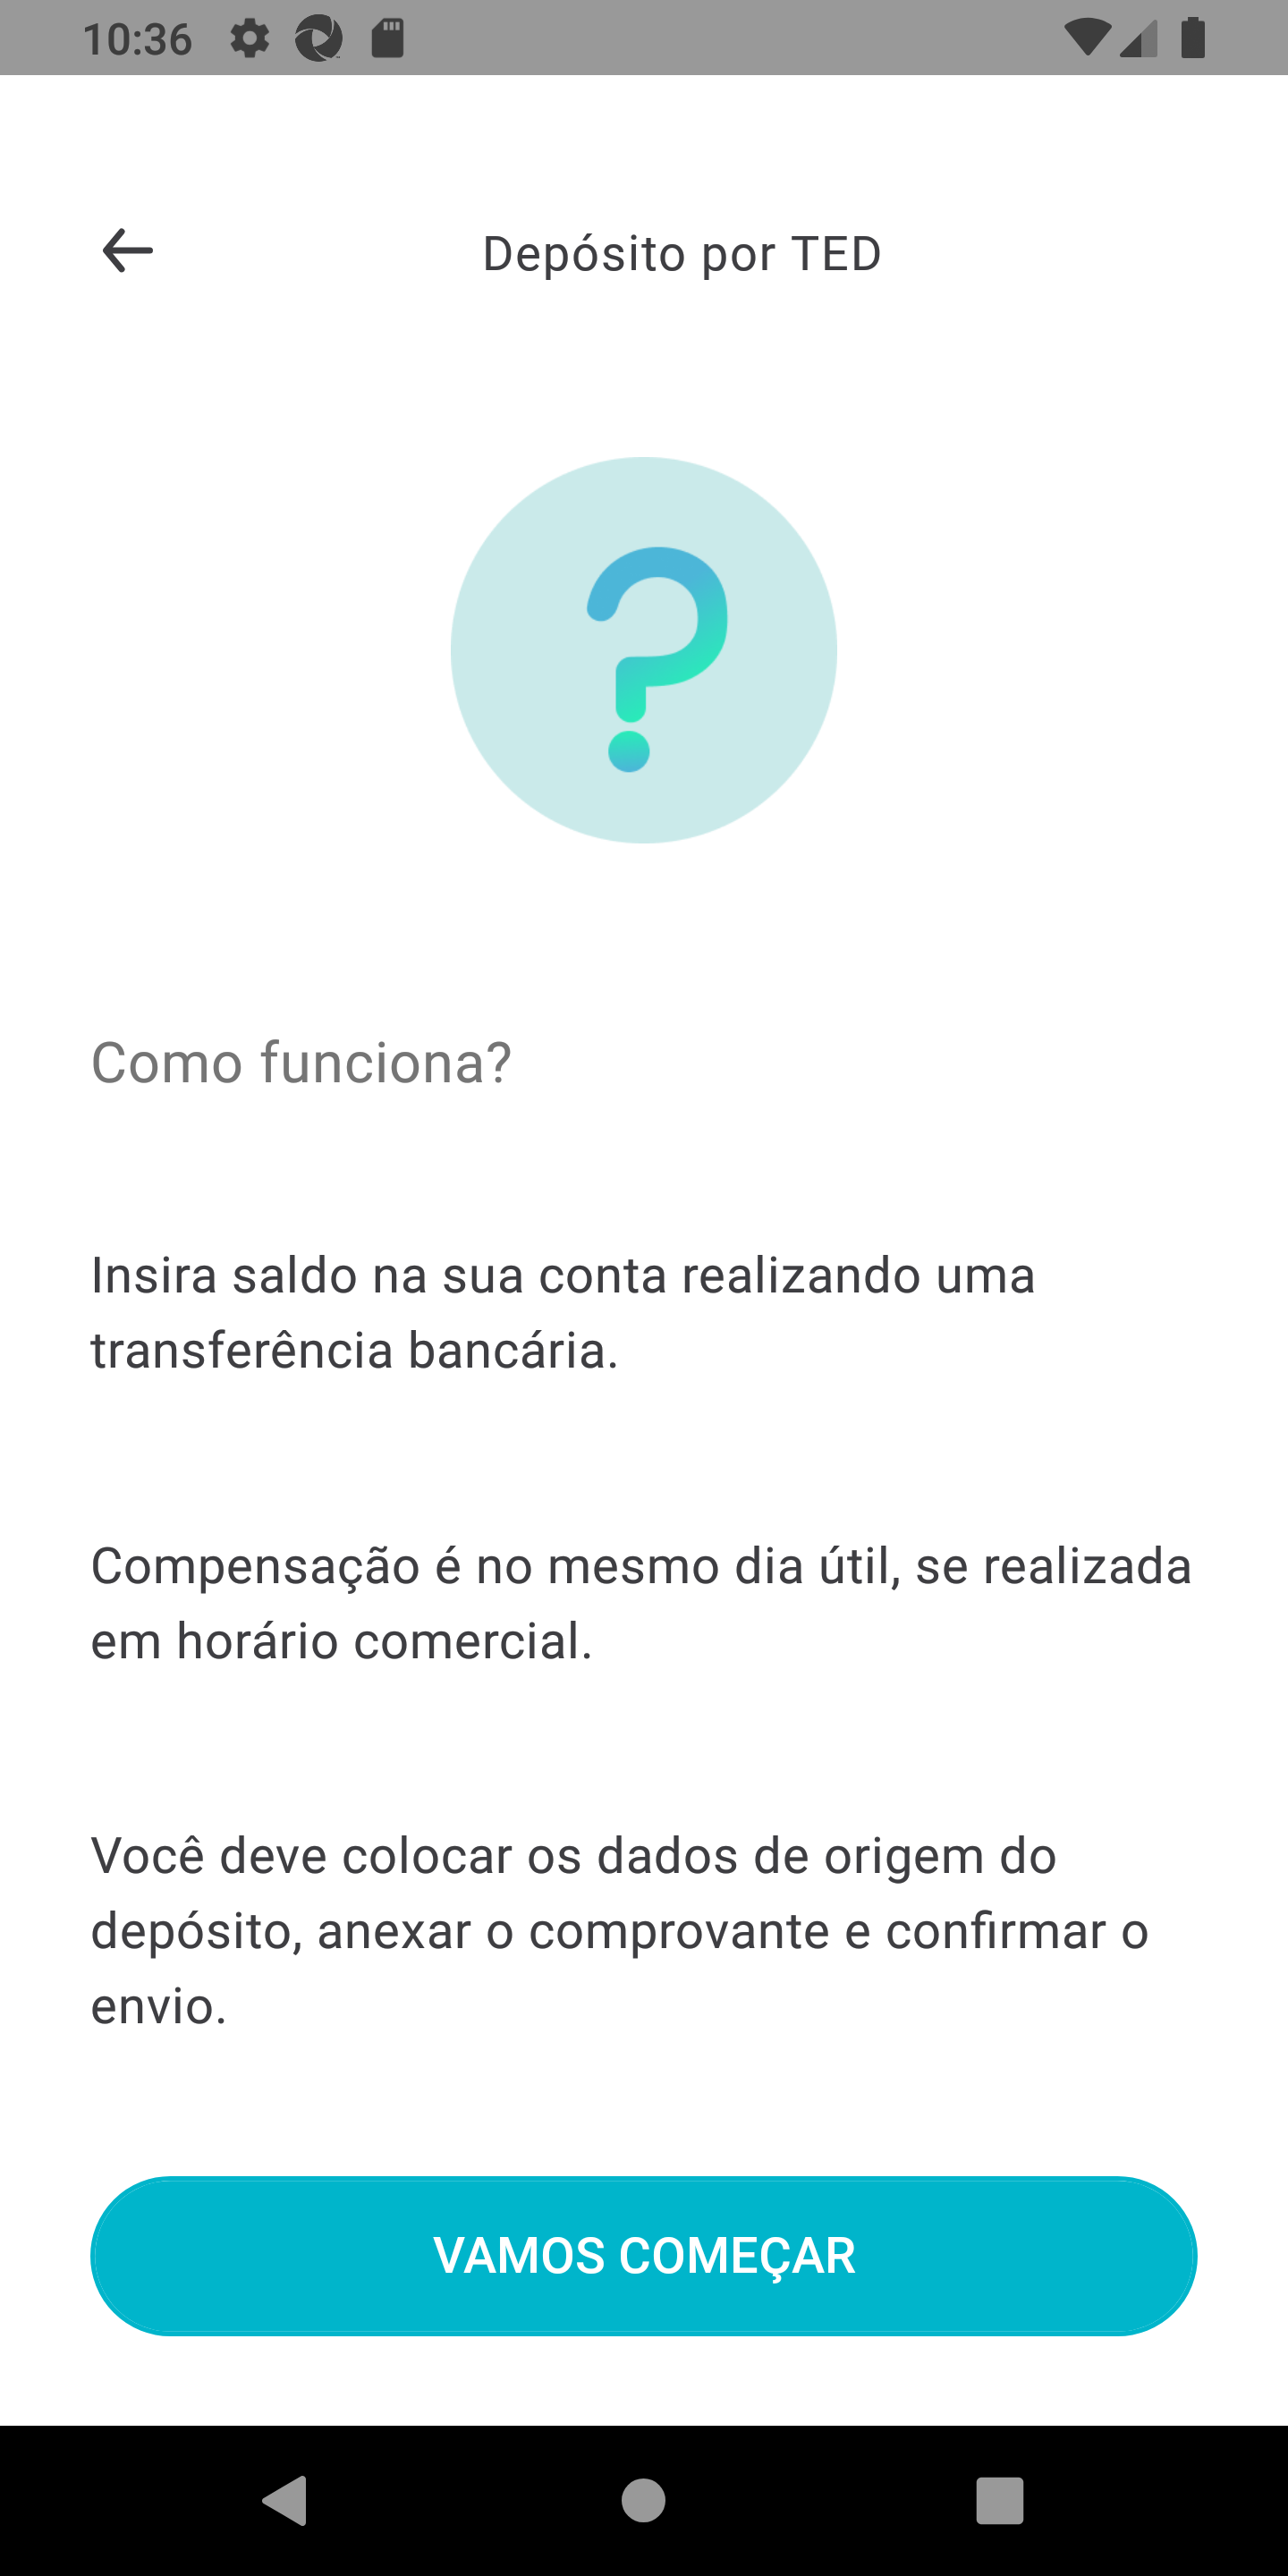 10:36
Depósito por TED
Como funciona?
Insira saldo na sua conta realizando uma
transferência bancária.
Compensação é no mesmo dia útil, se realizada
em horário comercial.
Você deve colocar os dados de origem do
depósito, anexar o comprovante e confirmar o
envio.
VAMOS COMEÇAR